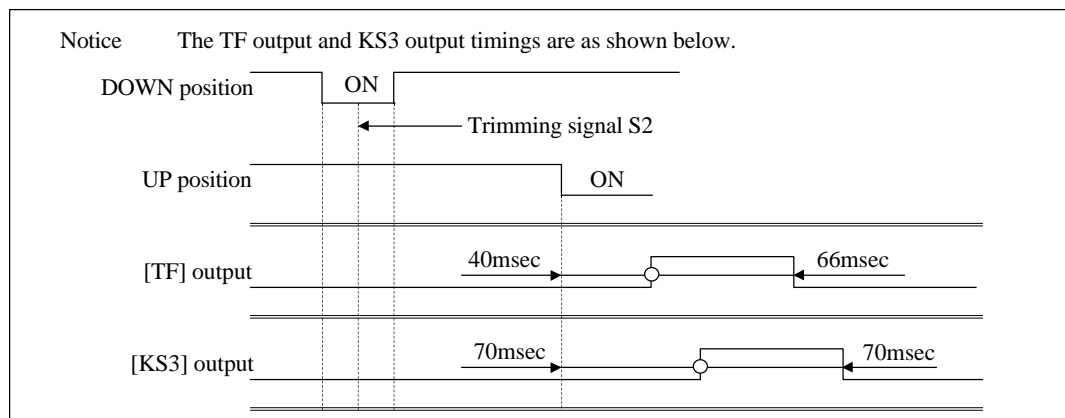 Notice The TF output and KS3 output timings are as shown below.
DOWN position ON
Trimming signal S2
UP position ON
[TF] output 40msec 66msec
[KS3] output 70msec 70msec